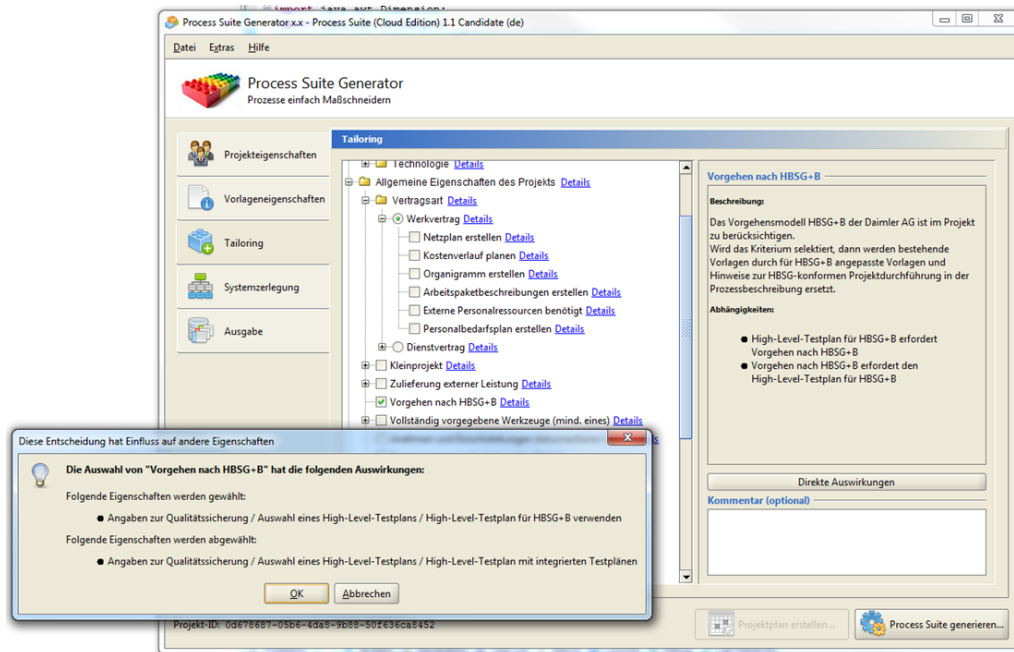 import java.awt.Dimension;
Process Suite Generator x.x - Process Suite (Cloud Edition) 1.1 Candidate (de)
Datei Extras Hilfe
Process Suite Generator
Prozesse einfach Maßschneidern
Projekteigenschaften
Vorlageneigenschaften
Tailoring
Systemzerlegung
Ausgabe
Tailoring
Technologie Details
Allgemeine Eigenschaften des Projekts Details
Vertragsart Details
Werkvertrag Details
Netzplan erstellen Details
Kostenverlauf planen Details
Organigramm erstellen Details
Arbeitspaketbeschreibungen erstellen Details
Externe Personalressourcen benötigt Details
Personalbedarfsplan erstellen Details
Dienstvertrag Details
Kleinprojekt Details
Zulieferung externer Leistung Details
Vorgehen nach HBSG+B Details
Vollständig vorgegebene Werkzeuge (mind. eines) Details
Vorgehen nach HBSG+B
Beschreibung:
Das Vorgehensmodell HBSG+B der Daimler AG ist im Projekt
zu berücksichtigen.
Wird das Kriterium selektiert, dann werden bestehende
Vorlagen durch für HBSG+B angepasste Vorlagen und
Hinweise zur HBSG-konformen Projektdurchführung in der
Prozessbeschreibung ersetzt.
Abhängigkeiten:
High-Level-Testplan für HBSG+B erfordert
Vorgehen nach HBSG+B
Vorgehen nach HBSG+B erfordert den
High-Level-Testplan für HBSG+B
Direkte Auswirkungen
Kommentar (optional)
Diese Entscheidung hat Einfluss auf andere Eigenschaften
Die Auswahl von "Vorgehen nach HBSG+B" hat die folgenden Auswirkungen:
Folgende Eigenschaften werden gewählt:
Angaben zur Qualitätssicherung / Auswahl eines High-Level-Testplans / High-Level-Testplan für HBSG+B verwenden
Folgende Eigenschaften werden abgewählt:
Angaben zur Qualitätssicherung / Auswahl eines High-Level-Testplans / High-Level-Testplan mit integrierten Testplänen
OK Abbrechen
Projekt-ID: 0d678687-05b6-4da8-9b88-50f636ca8452
Projektplan erstellen...
Process Suite generieren...